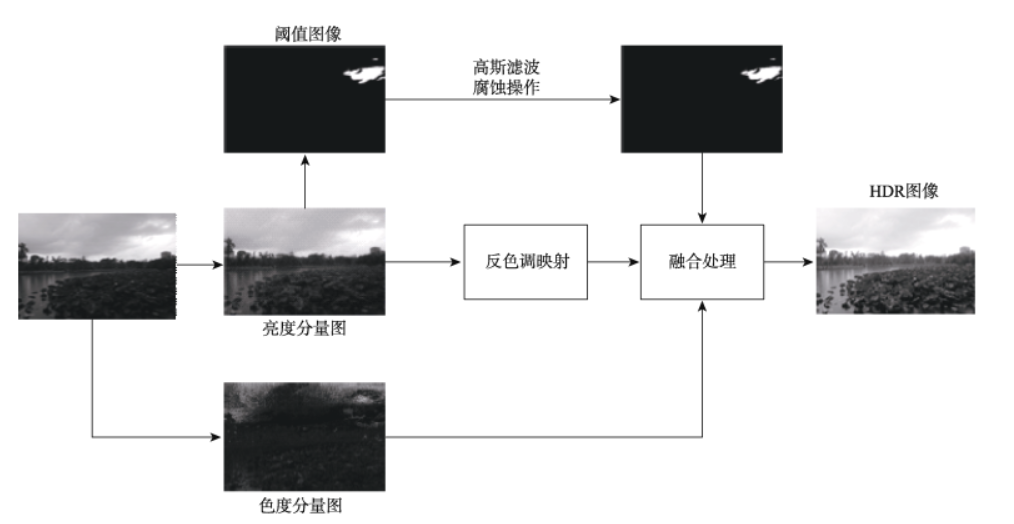 阈值图像
高斯滤波
腐蚀操作
HDR图像
反色调映射
融合处理
亮度分量图
色度分量图